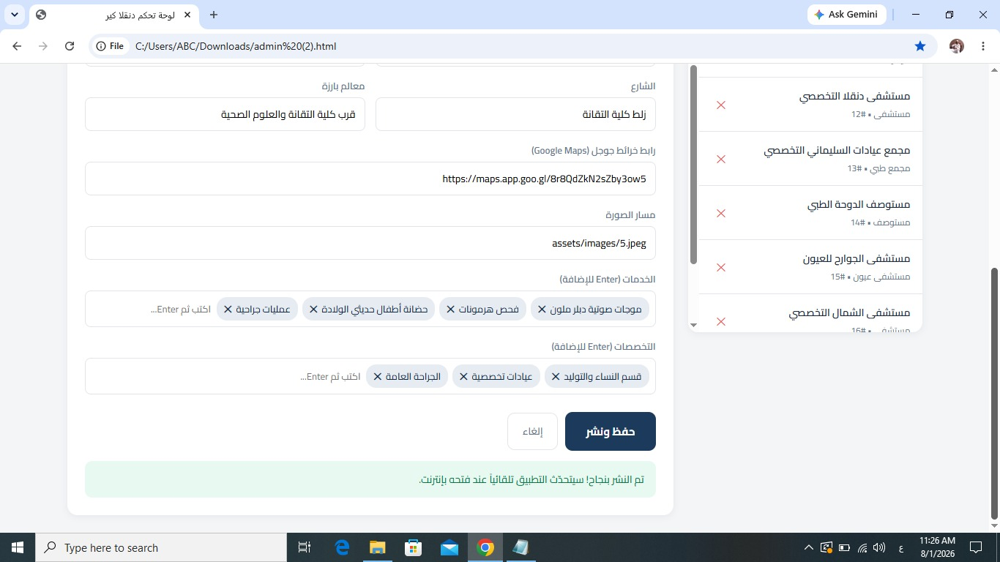 لوحة تحكم دنقلا كير
Ask Gemini
File
C:/Users/ABC/Downloads/admin%20(2).html
الشارع
معالم بارزة
زلط كلية التقانة
قرب كلية التقانة والعلوم الصحية
رابط خرائط جوجل (Google Maps)
https://maps.app.goo.gl/8r8QdZkN2sZby3ow5
مسار الصورة
assets/images/5.jpeg
الخدمات (Enter للإضافة)
موجات صوتية دبلر ملون ✕ فحص هرمونات ✕ حضانة أطفال حديثي الولادة ✕ عمليات جراحية ✕ اكتب ثم Enter...
التخصصات (Enter للإضافة)
قسم النساء والتوليد ✕ عيادات تخصصية ✕ الجراحة العامة ✕ اكتب ثم Enter...
حفظ ونشر
إلغاء
تم النشر بنجاح! سيتحدّث التطبيق تلقائياً عند فتحه بإنترنت.
مستشفى دنقلا التخصصي
مستشفى • #12
مجمع عيادات السليماني التخصصي
مجمع طبي • #13
مستوصف الدوحة الطبي
مستوصف • #14
مستشفى الجوارح للعيون
مستشفى عيون • #15
مستشفى الشمال التخصصي
مستشفى • #16
Type here to search
ع
11:26 AM
8/1/2026